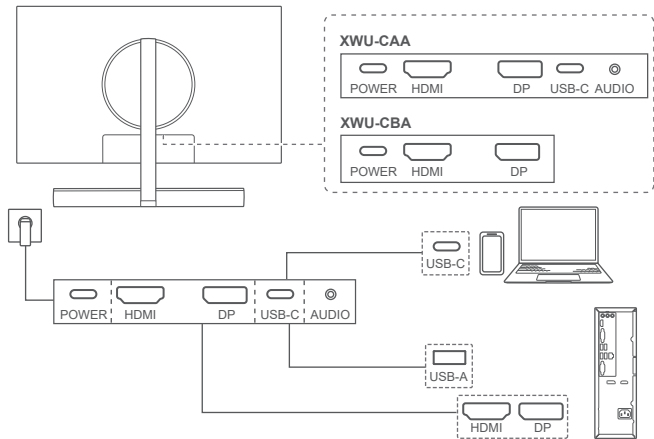 XWU-CAA
POWER HDMI DP USB-C AUDIO
XWU-CBA
POWER HDMI DP
USB-C
POWER HDMI DP USB-C AUDIO
USB-A
HDMI DP